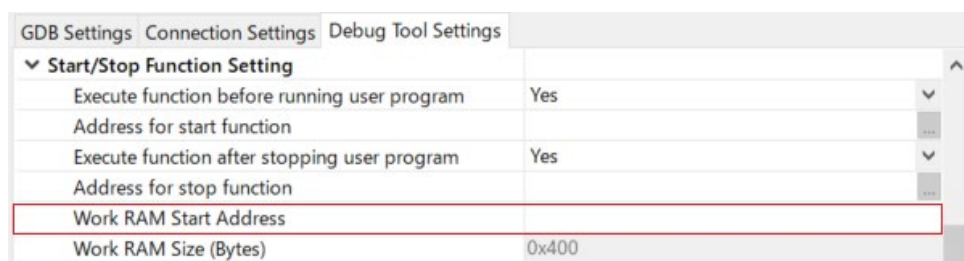 GDB Settings Connection Settings Debug Tool Settings
Start/Stop Function Setting
Execute function before running user program Yes
Address for start function ...
Execute function after stopping user program Yes
Address for stop function ...
Work RAM Start Address
Work RAM Size (Bytes) 0x400